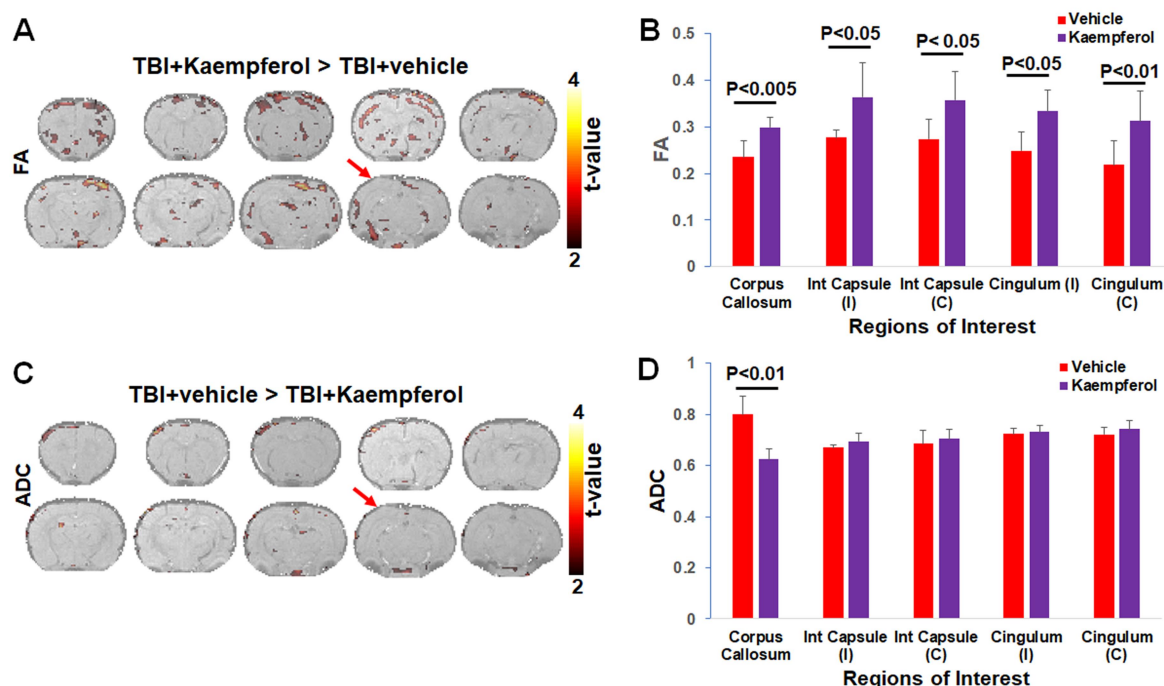 A
TBI+Kaempferol > TBI+vehicle
FA
4
t-value
2
B
Vehicle
Kaempferol
0.5
0.4
0.3
0.2
0.1
0
FA
P<0.005
P<0.05
P< 0.05
P<0.05
P<0.01
Corpus
Callosum
Int Capsule
(I)
Int Capsule
(C)
Cingulum (I)
Cingulum
(C)
Regions of Interest
C
TBI+vehicle > TBI+Kaempferol
ADC
4
t-value
2
D
Vehicle
Kaempferol
1
0.8
0.6
0.4
0.2
0
ADC
P<0.01
Corpus
Callosum
Int Capsule
(I)
Int Capsule
(C)
Cingulum
(I)
Cingulum
(C)
Regions of Interest